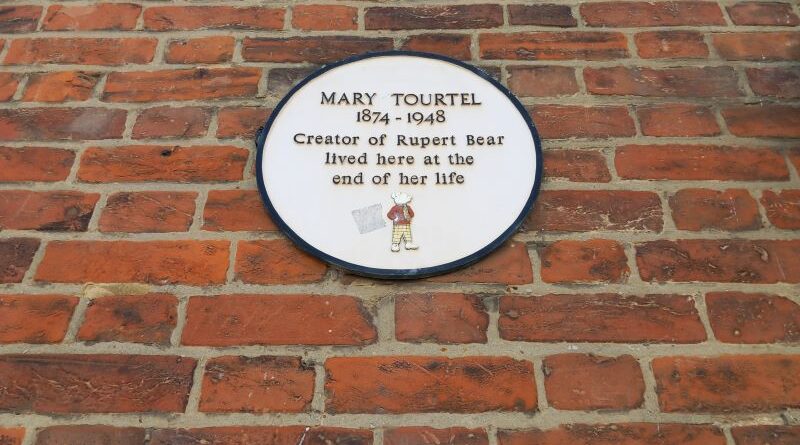 MARY TOURTEL
1874 - 1948
Creator of Rupert Bear
lived here at the
end of her life